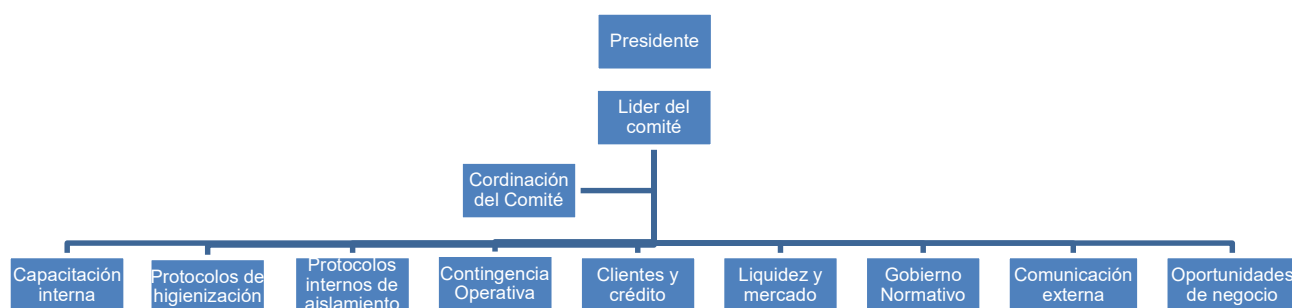 Presidente
Lider del
comité
Cordinación
del Comité
Capacitación
interna
Protocolos de
higienización
Protocolos
internos de
aislamiento
Contingencia
Operativa
Clientes y
crédito
Liquidez y
mercado
Gobierno
Normativo
Comunicación
externa
Oportunidades
de negocio